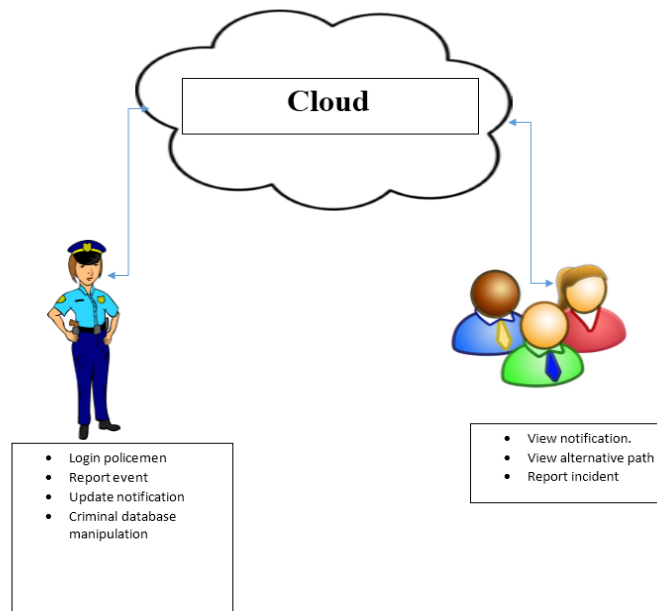 Cloud
Login policemen
Report event
Update notification
Criminal database
manipulation
View notification.
View alternative path
Report incident